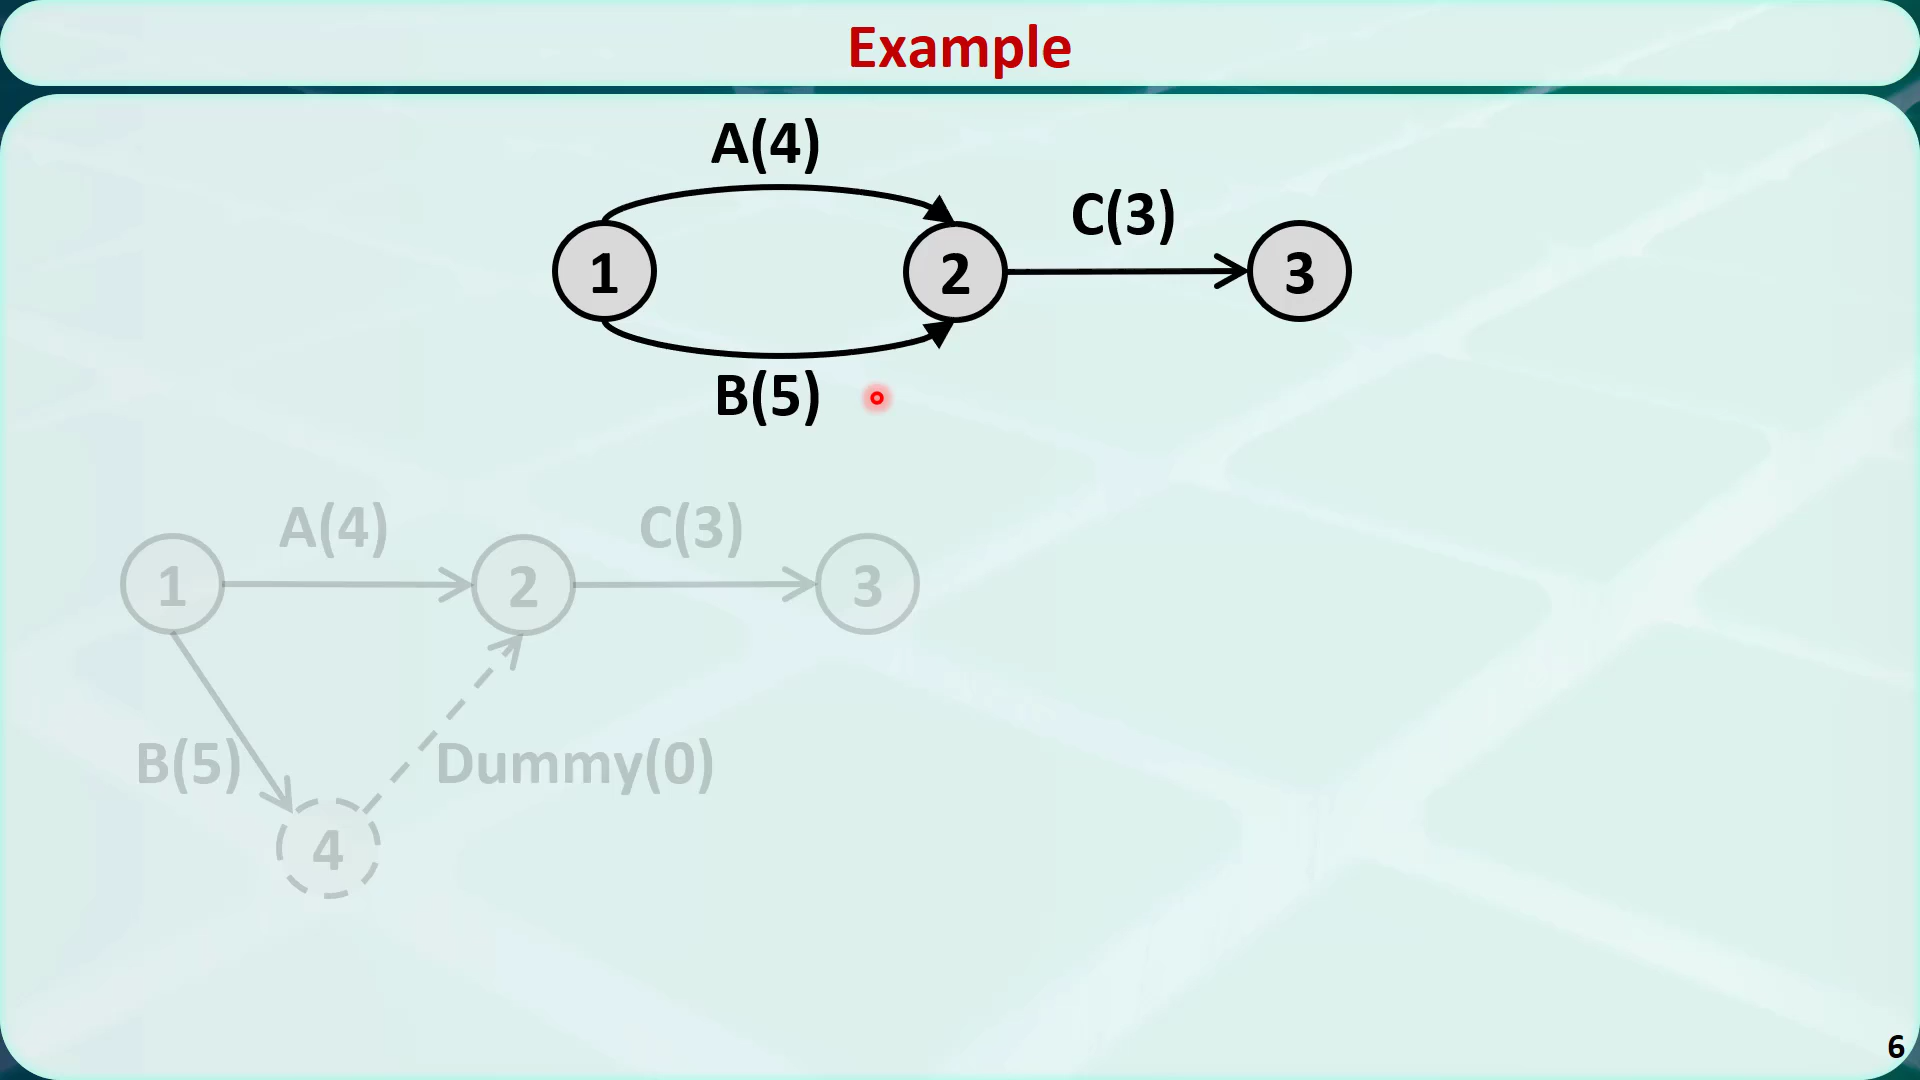 Example
A(4)
C(3)
1
2
3
B(5)
A(4)
C(3)
1
2
3
B(5)
Dummy(0)
4
6